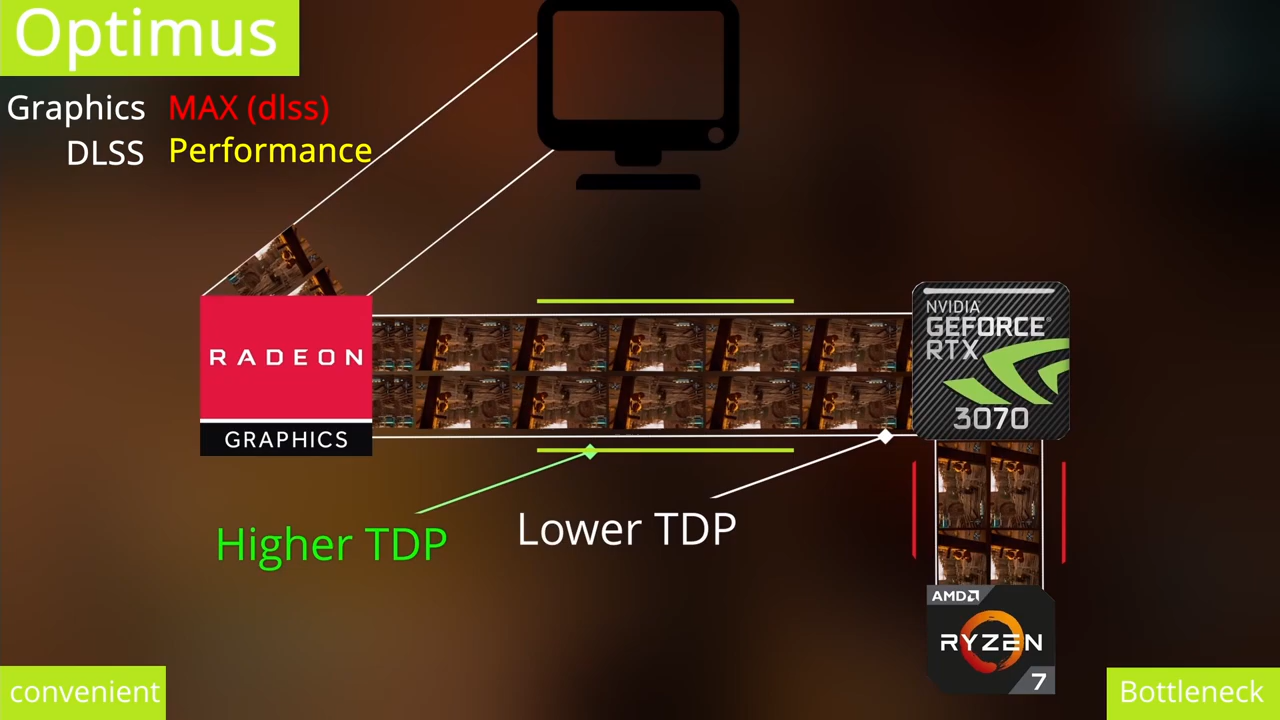 Optimus
Graphics MAX (dlss)
DLSS Performance
RADEON
GRAPHICS
NVIDIA
GEFORCE®
RTX
3070
Higher TDP
Lower TDP
AMD
RYZEN
7
convenient
Bottleneck